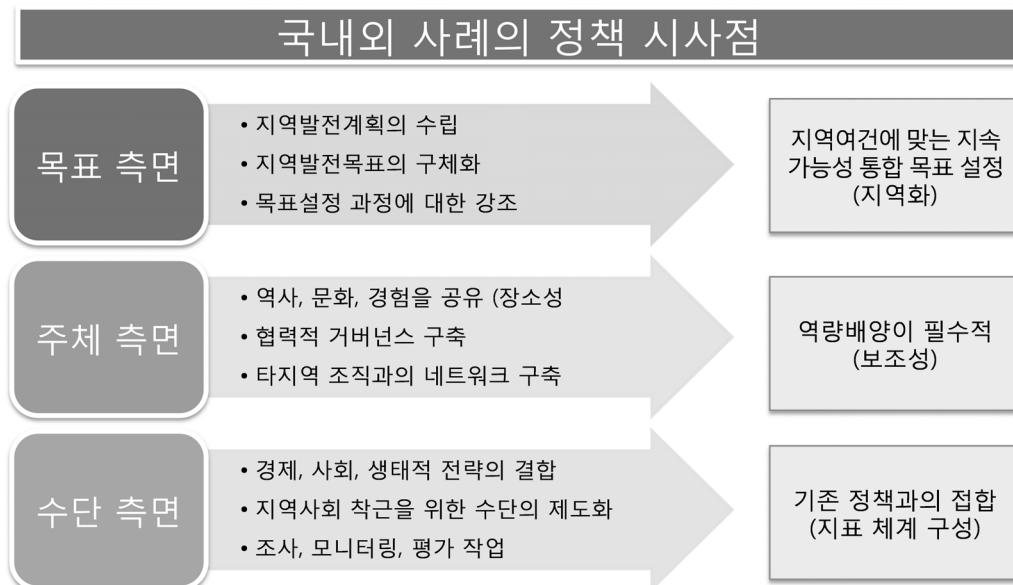 국내외 사례의 정책 시사점
목표 측면
• 지역발전계획의 수립
• 지역발전목표의 구체화
• 목표설정 과정에 대한 강조
지역여건에 맞는 지속
가능성 통합 목표 설정
(지역화)
주체 측면
• 역사, 문화, 경험을 공유 (장소성
• 협력적 거버넌스 구축
• 타지역 조직과의 네트워크 구축
역량배양이 필수적
(보조성)
수단 측면
• 경제, 사회, 생태적 전략의 결합
• 지역사회 착근을 위한 수단의 제도화
• 조사, 모니터링, 평가 작업
기존 정책과의 접합
(지표 체계 구성)